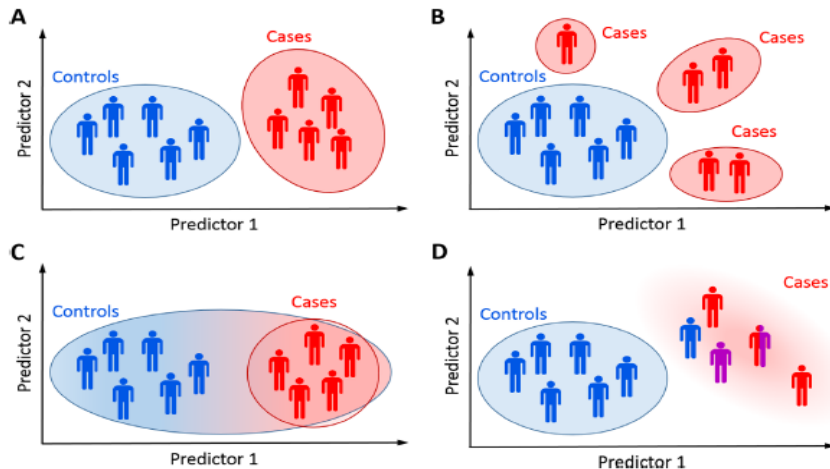 A
Cases
Controls
Predictor 2
Predictor 1
B
Cases
Cases
Controls
Cases
Predictor 2
Predictor 1
C
Cases
Controls
Predictor 2
Predictor 1
D
Cases
Controls
Predictor 2
Predictor 1